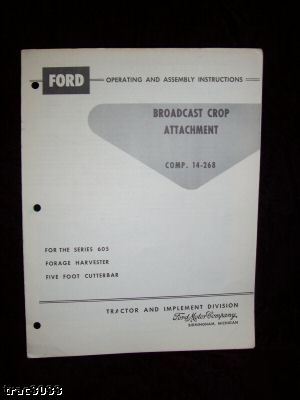 FORD
OPERATING AND ASSEMBLY INSTRUCTIONS
BROADCAST CROP
ATTACHMENT
COMP. 14-268
FOR THE SERIES 605
FORAGE HARVESTER
FIVE FOOT CUTTERBAR
TRACTOR AND IMPLEMENT DIVISION
Ford Motor Company,
BIRMINGHAM, MICHIGAN
trac3033